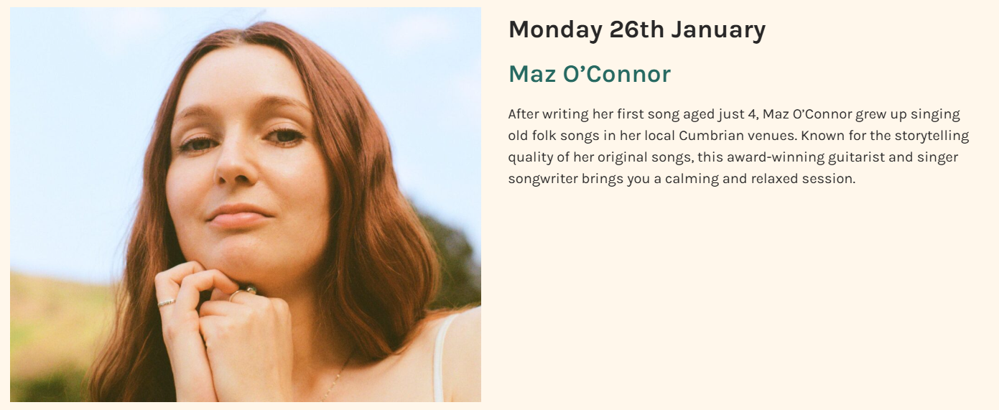 Monday 26th January
Maz O’Connor
After writing her first song aged just 4, Maz O’Connor grew up singing
old folk songs in her local Cumbrian venues. Known for the storytelling
quality of her original songs, this award-winning guitarist and singer
songwriter brings you a calming and relaxed session.